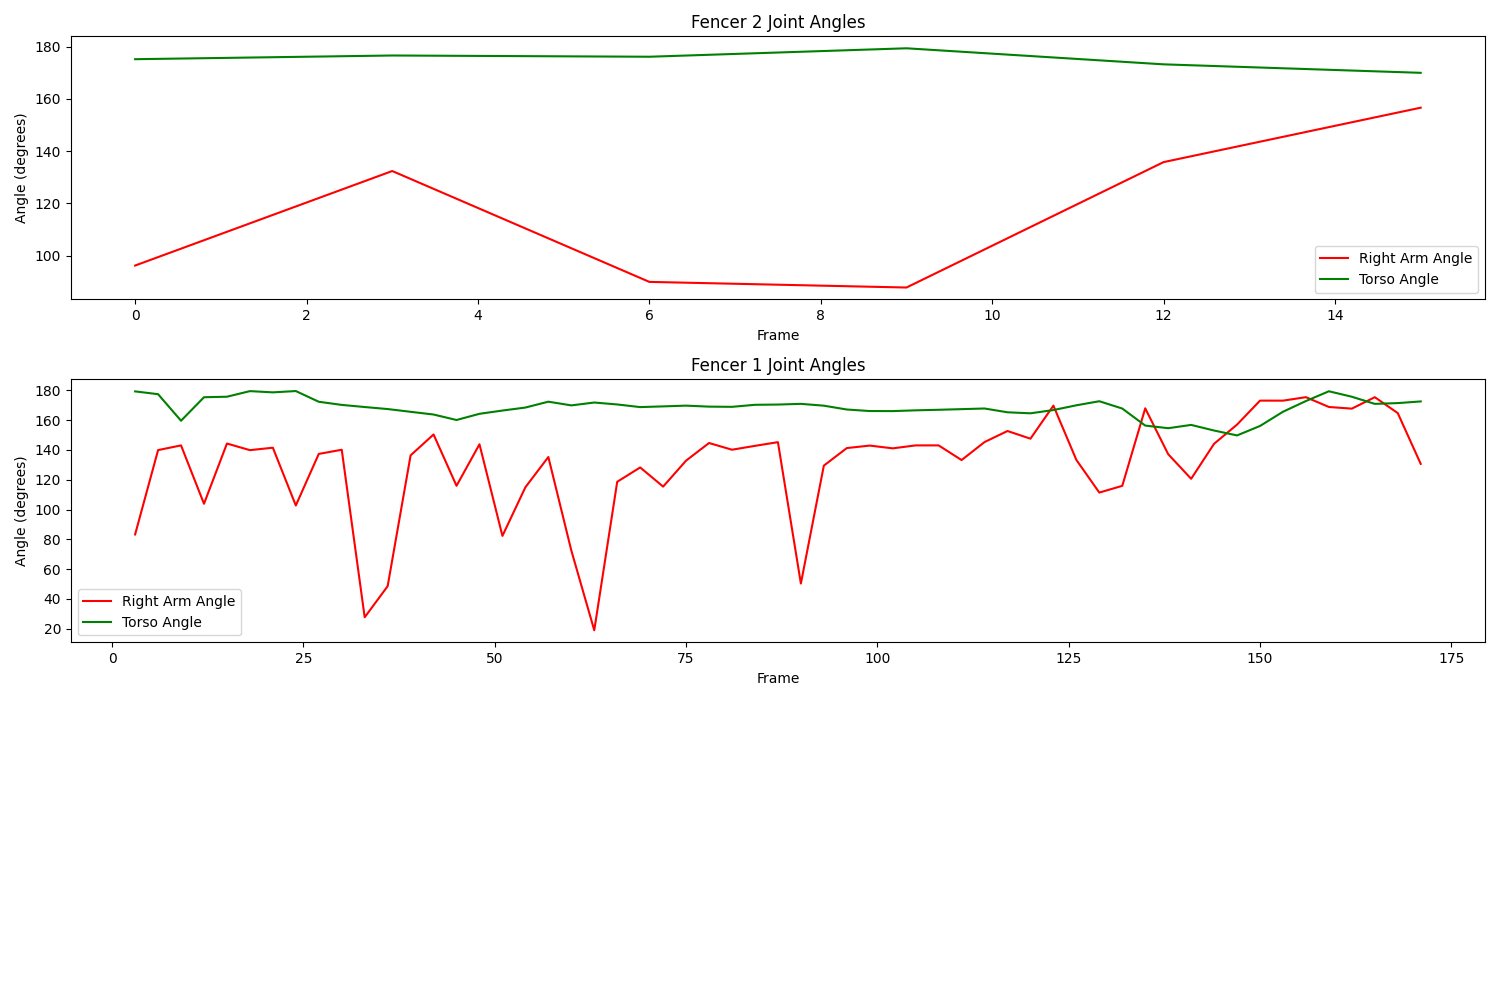 Fencer 2 Joint Angles
180
160
140
120
100
Angle (degrees)
Right Arm Angle
Torso Angle
0 2 4 6 8 10 12 14
Frame
Fencer 1 Joint Angles
180
160
140
120
100
80
60
40
20
Angle (degrees)
Right Arm Angle
Torso Angle
0 25 50 75 100 125 150 175
Frame